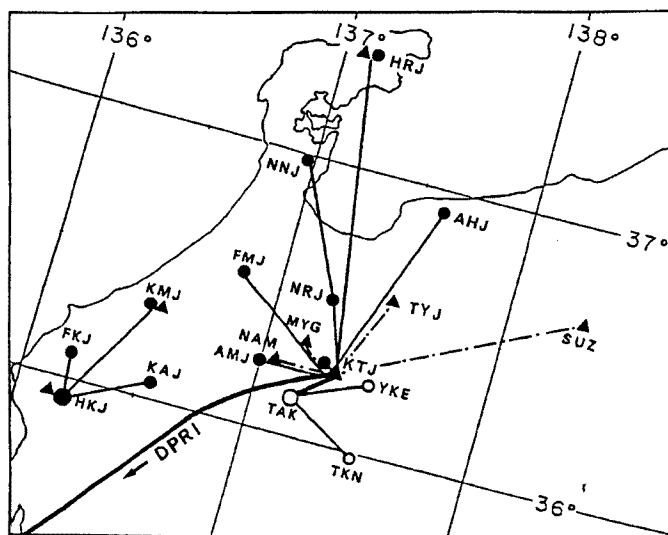 136°
137°
138°
HRJ
NNJ
AHJ
37°
FMJ
KMJ
NRJ
TYJ
MYG
SUZ
FKJ
NAM
AMJ
KTJ
KAJ
YKE
HKJ
TAK
DPRI
TKN
36°